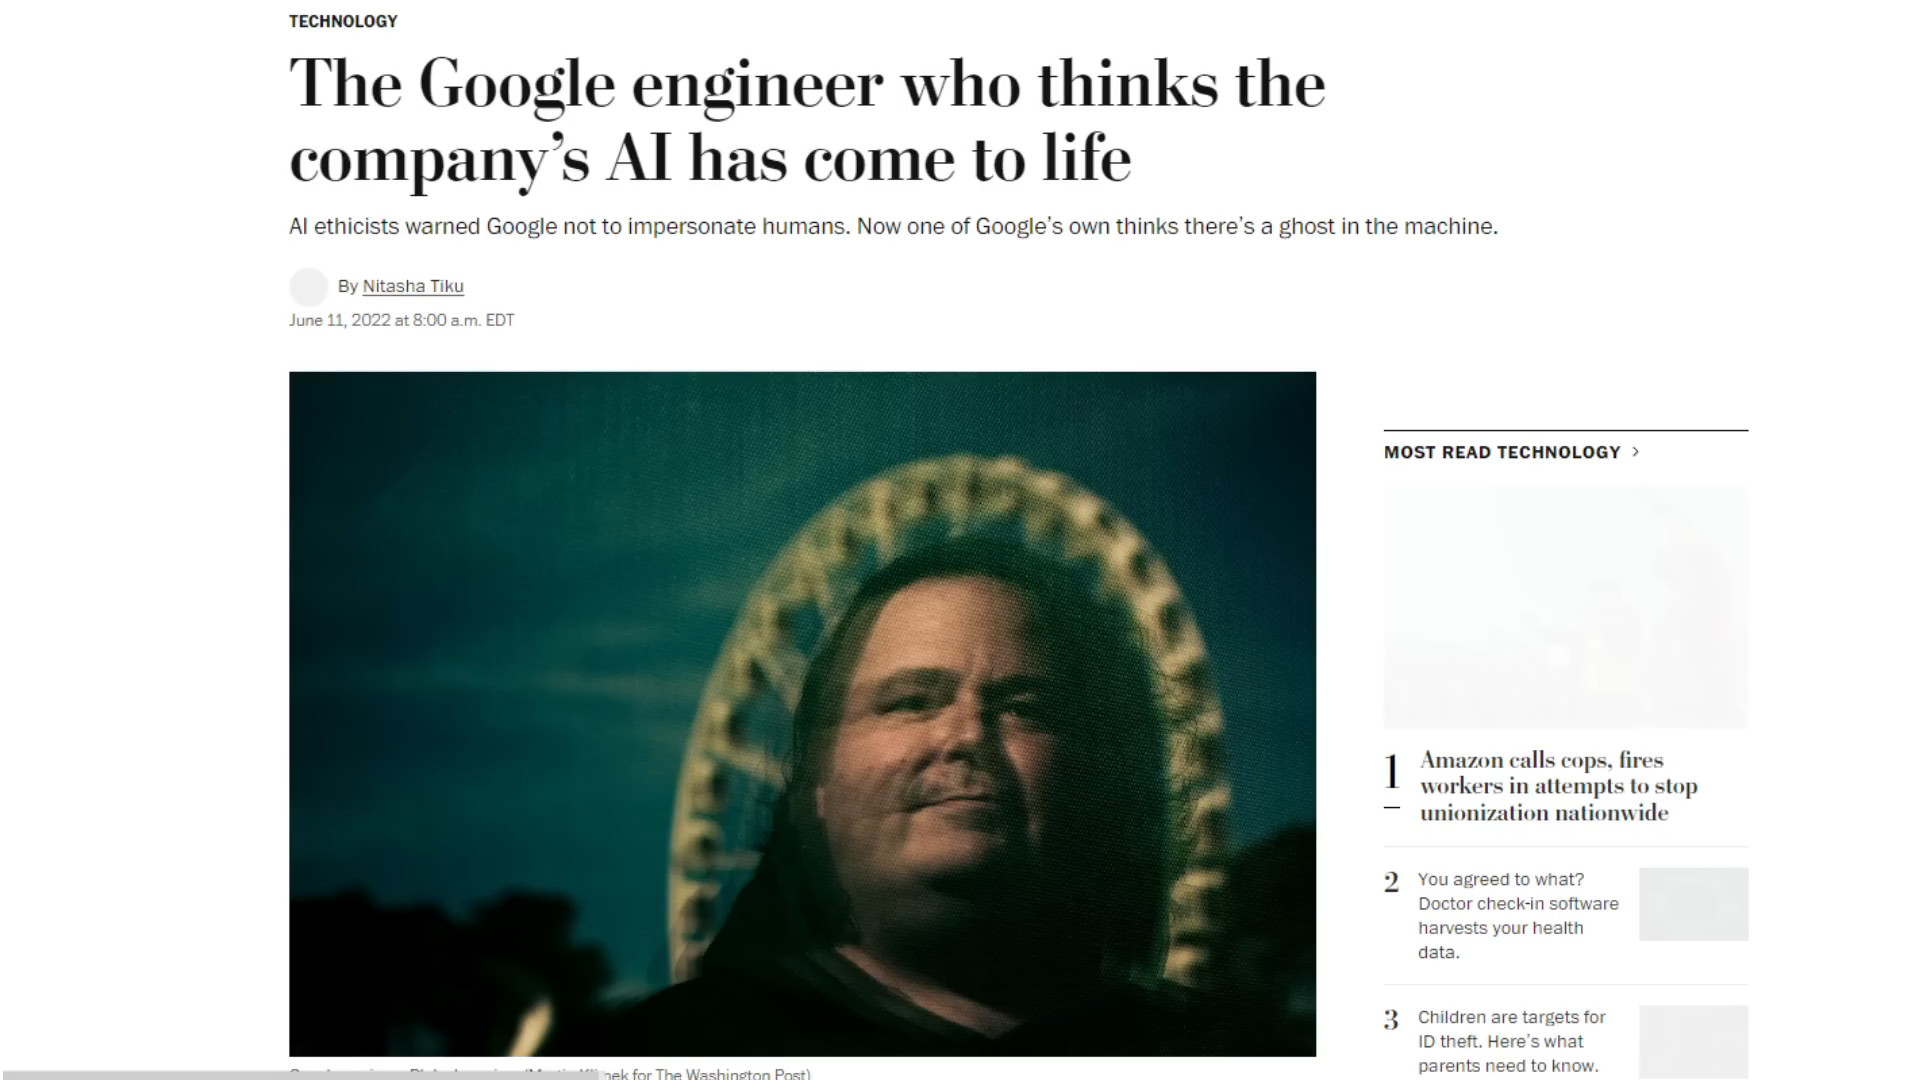 TECHNOLOGY
The Google engineer who thinks the
company’s AI has come to life
AI ethicists warned Google not to impersonate humans. Now one of Google’s own thinks there’s a ghost in the machine.
By Nitasha Tiku
June 11, 2022 at 8:00 a.m. EDT
MOST READ TECHNOLOGY >
1
Amazon calls cops, fires
workers in attempts to stop
unionization nationwide
2
You agreed to what?
Doctor check-in software
harvests your health
data.
3
Children are targets for
ID theft. Here’s what
parents need to know.
for The Washington Post)